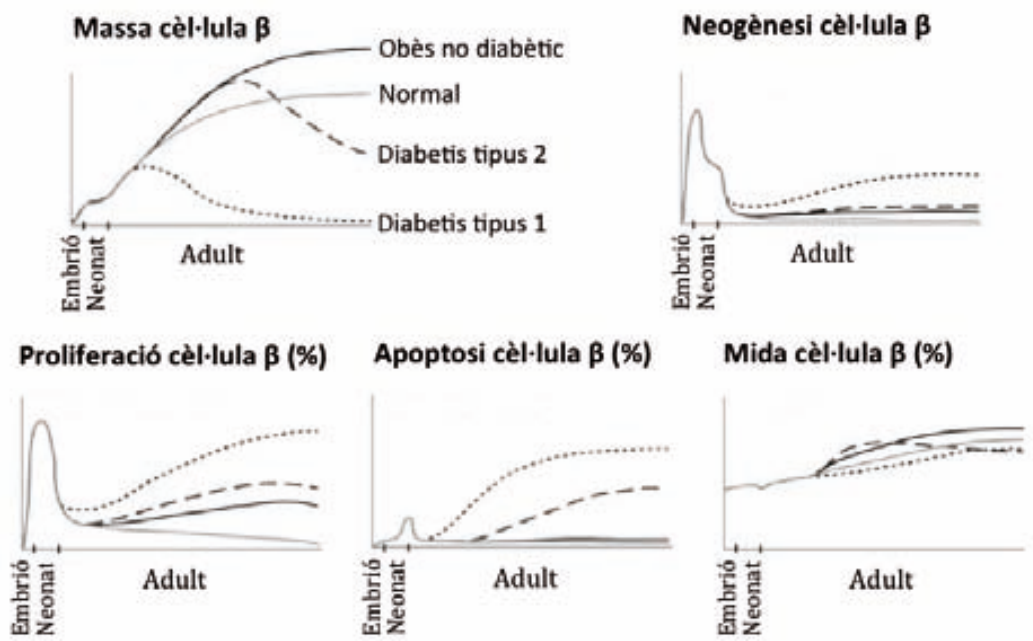 Massa cèl·lula β
Obès no diabètic
Normal
Diabetis tipus 2
Diabetis tipus 1
Embrió
Neonat
Adult
Neogènesi cèl·lula β
Embrió
Neonat
Adult
Proliferació cèl·lula β (%)
Embrió
Neonat
Adult
Apoptosi cèl·lula β (%)
Embrió
Neonat
Adult
Mida cèl·lula β (%)
Embrió
Neonat
Adult